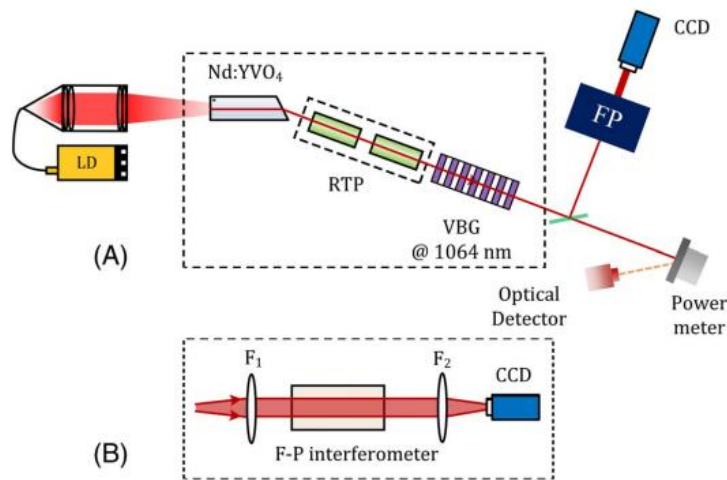 CCD
Nd:YVO₄
FP
LD
RTP
VBG
@ 1064 nm
(A)
Optical
Detector
Power
meter
F₁
F₂
CCD
F-P interferometer
(B)